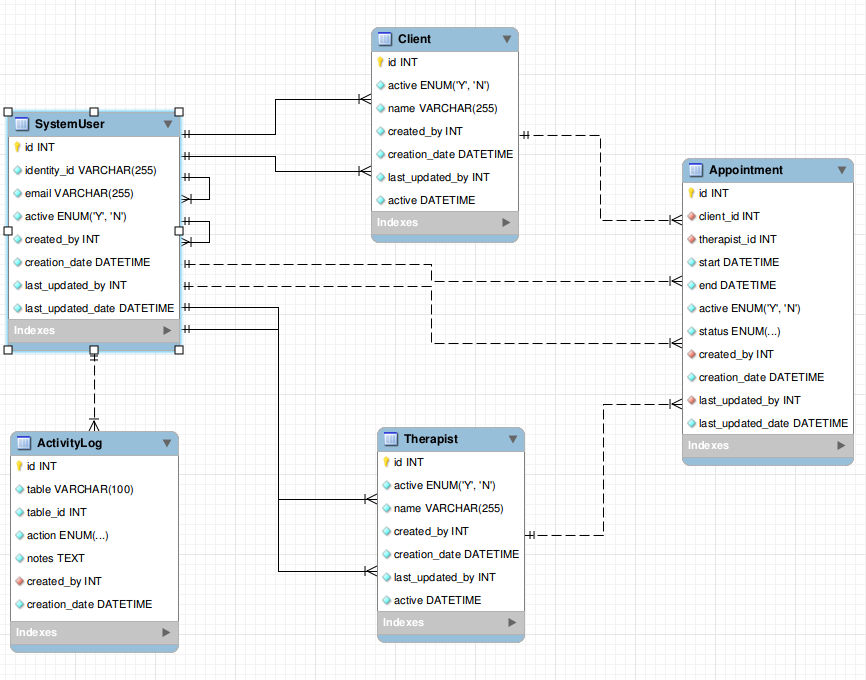 Client
id INT
active ENUM('Y', 'N')
name VARCHAR(255)
created_by INT
creation_date DATETIME
last_updated_by INT
active DATETIME
Indexes
SystemUser
id INT
identity_id VARCHAR(255)
email VARCHAR(255)
active ENUM('Y', 'N')
created_by INT
creation_date DATETIME
last_updated_by INT
last_updated_date DATETIME
Indexes
Appointment
id INT
client_id INT
therapist_id INT
start DATETIME
end DATETIME
active ENUM('Y', 'N')
status ENUM(...)
created_by INT
creation_date DATETIME
last_updated_by INT
last_updated_date DATETIME
Indexes
ActivityLog
id INT
table VARCHAR(100)
table_id INT
action ENUM(...)
notes TEXT
created_by INT
creation_date DATETIME
Indexes
Therapist
id INT
active ENUM('Y', 'N')
name VARCHAR(255)
created_by INT
creation_date DATETIME
last_updated_by INT
active DATETIME
Indexes